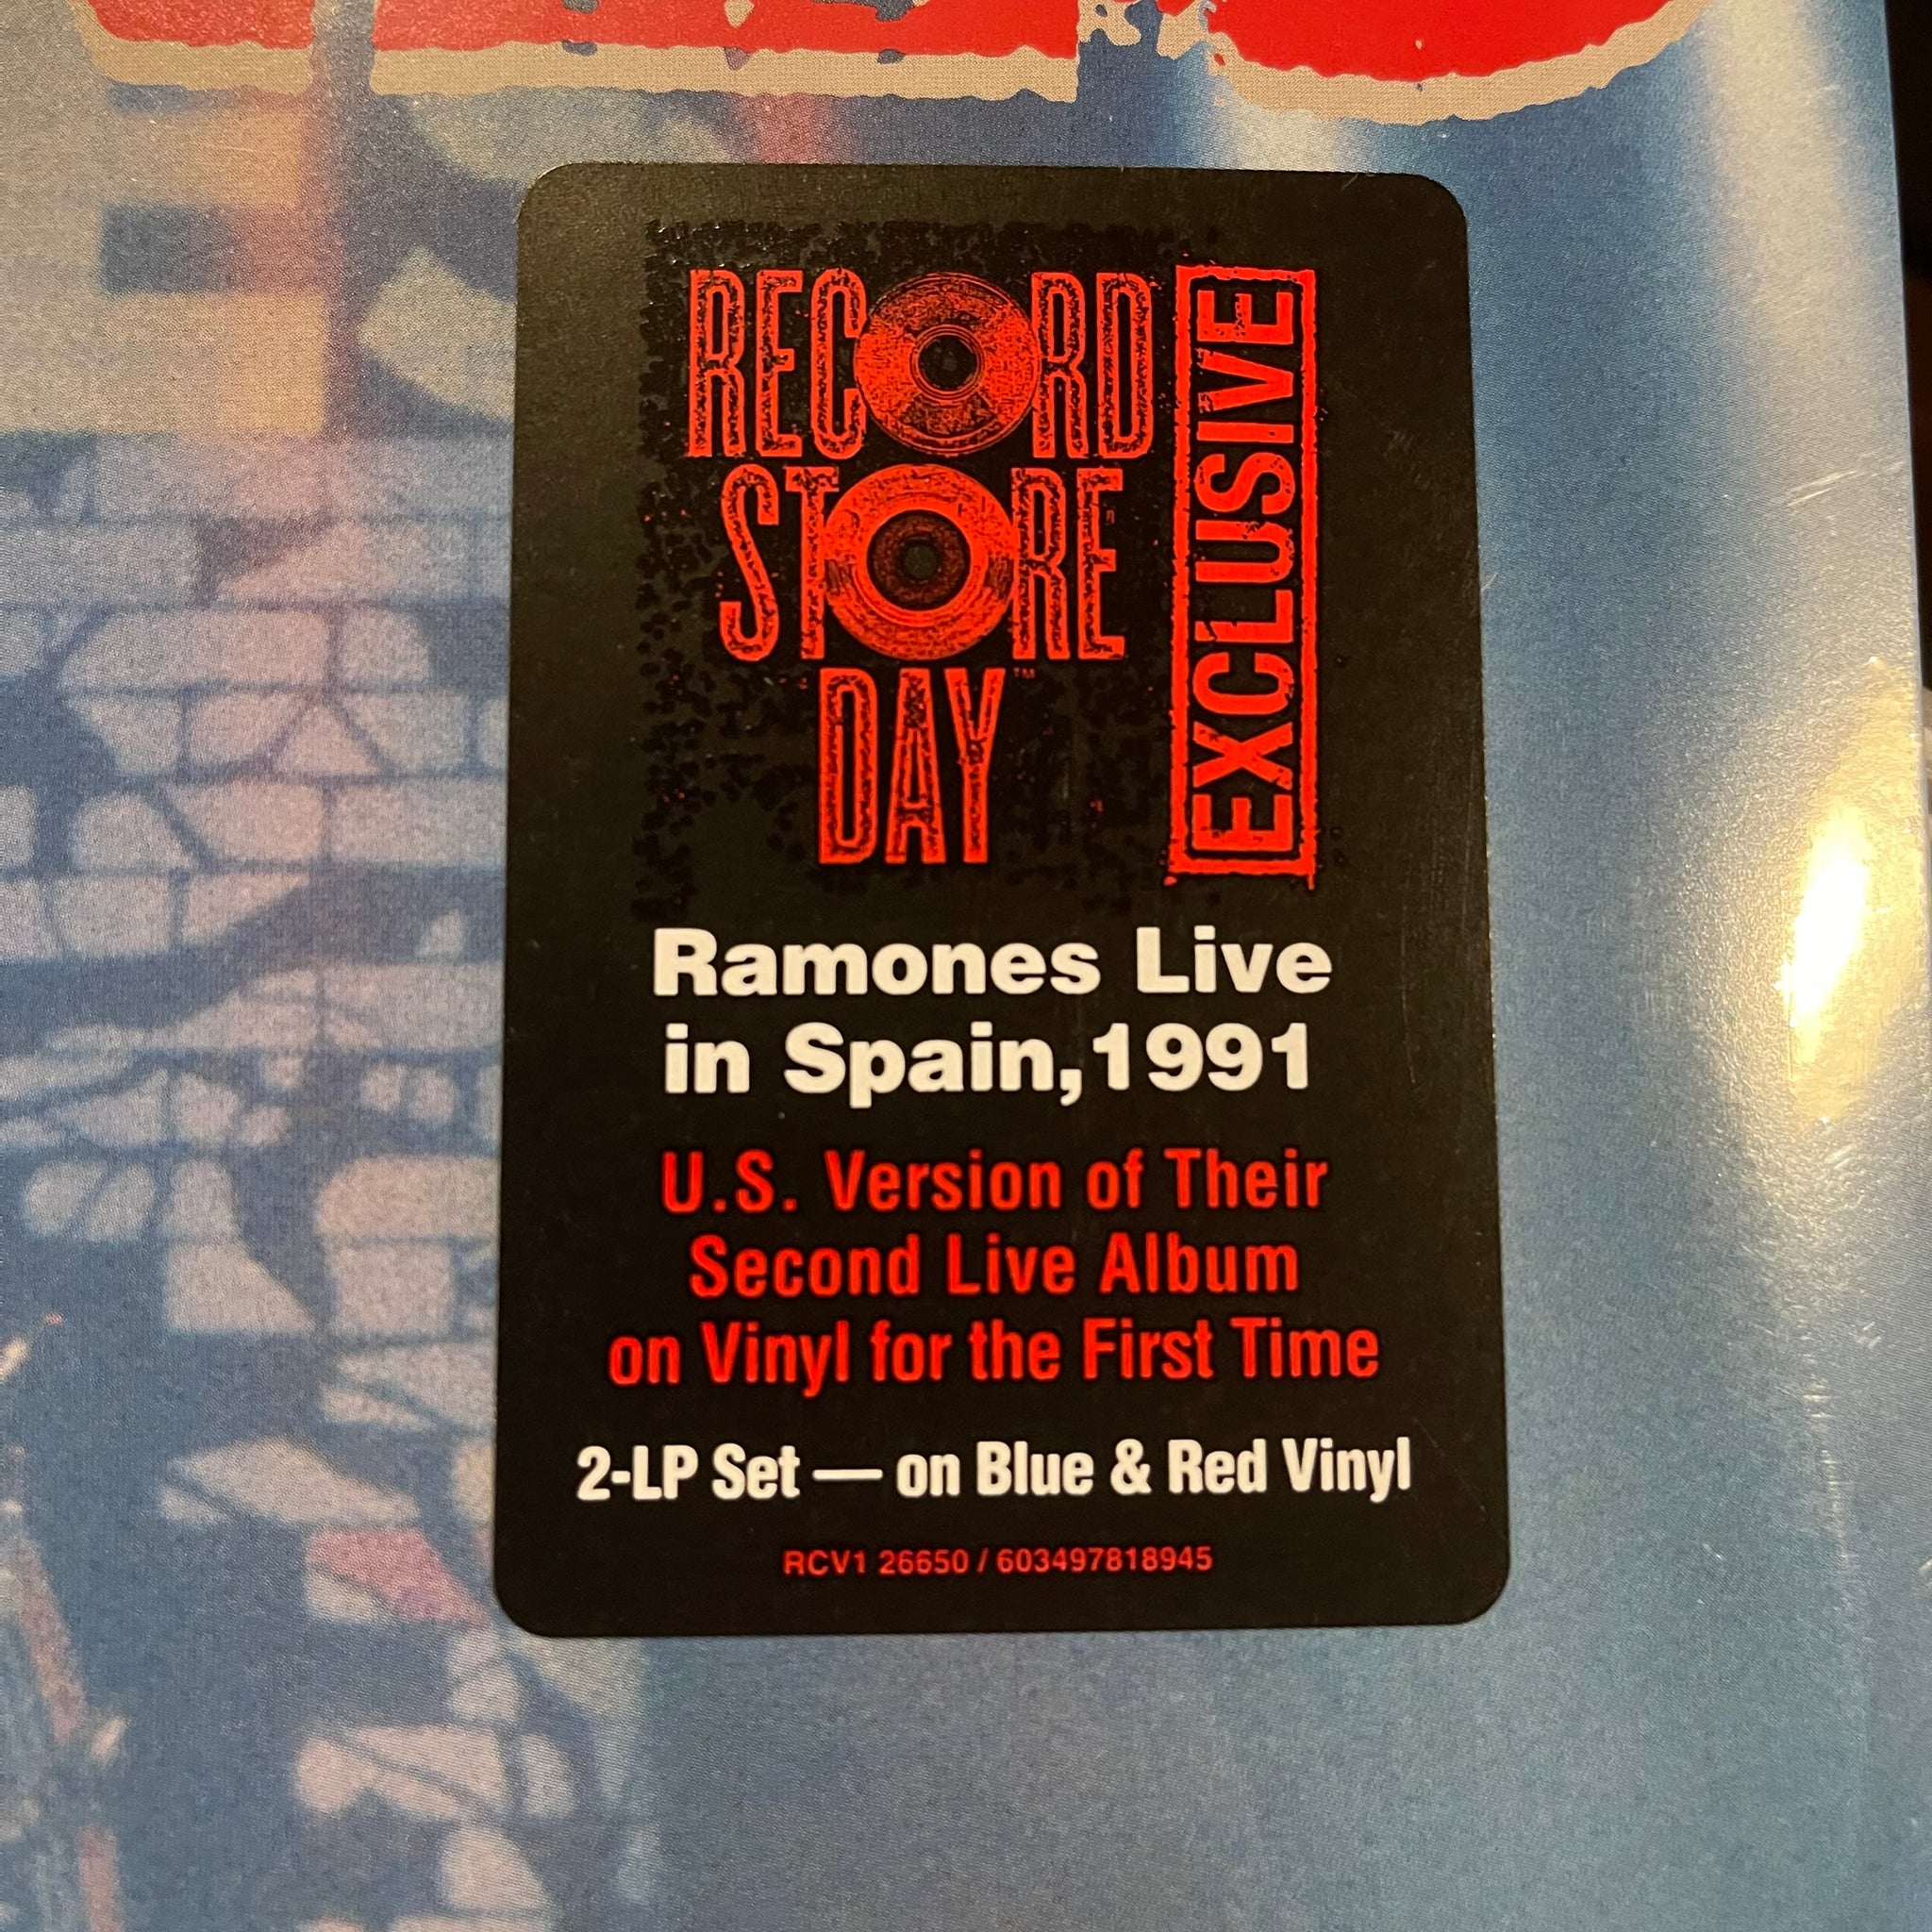 RECORD
STORE
DAY™
EXCLUSIVE
Ramones Live
in Spain,1991
U.S. Version of Their
Second Live Album
on Vinyl for the First Time
2-LP Set — on Blue & Red Vinyl
RCV1 26650 / 603497818945